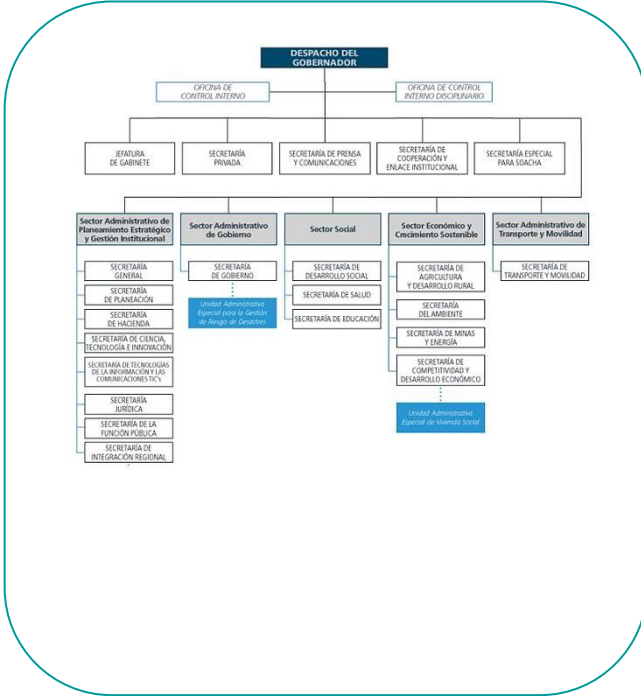 DESPACHO DEL
GOBERNADOR
OFICINA DE
CONTROL INTERNO
OFICINA DE CONTROL
INTERNO DISCIPLINARIO
JEFATURA
DE GABINETE
SECRETARÍA
PRIVADA
SECRETARÍA DE PRENSA
Y COMUNICACIONES
SECRETARÍA DE
COOPERACIÓN Y
ENLACE INSTITUCIONAL
SECRETARÍA ESPECIAL
PARA SOACHA
Sector Administrativo de
Planeamiento Estratégico
y Gestión Institucional
SECRETARÍA
GENERAL
SECRETARÍA
DE PLANEACIÓN
SECRETARÍA
DE HACIENDA
SECRETARÍA DE CIENCIA,
TECNOLOGÍA E INNOVACIÓN
SECRETARÍA DE TECNOLOGÍAS
DE LA INFORMACIÓN Y LAS
COMUNICACIONES TIC's
SECRETARÍA
JURÍDICA
SECRETARÍA DE LA
FUNCIÓN PÚBLICA
SECRETARÍA DE
INTEGRACIÓN REGIONAL
Sector Administrativo
de Gobierno
SECRETARÍA
DE GOBIERNO
Unidad Administrativa
Especial para la Gestión
de Riesgo de Desastres
Sector Social
SECRETARÍA DE
DESARROLLO SOCIAL
SECRETARÍA DE SALUD
SECRETARÍA DE EDUCACIÓN
Sector Económico y
Crecimiento Sostenible
SECRETARÍA DE
AGRICULTURA
Y DESARROLLO RURAL
SECRETARÍA
DEL AMBIENTE
SECRETARÍA DE MINAS
Y ENERGÍA
SECRETARÍA DE
COMPETITIVIDAD Y
DESARROLLO ECONÓMICO
Unidad Administrativa
Especial de Vivienda Social
Sector Administrativo de
Transporte y Movilidad
SECRETARÍA DE
TRANSPORTE Y MOVILIDAD